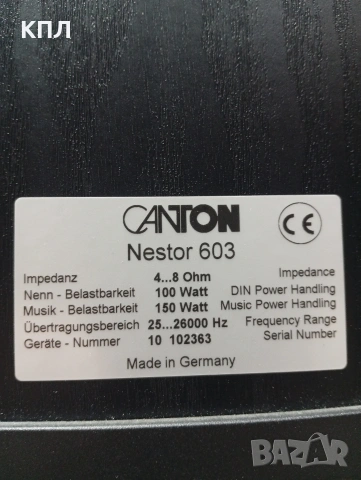 КПЛ
CANTON
CE
Nestor 603
Impedanz 4...8 Ohm Impedance
Nenn - Belastbarkeit 100 Watt DIN Power Handling
Musik - Belastbarkeit 150 Watt Music Power Handling
Übertragungsbereich 25...26000 Hz Frequency Range
Geräte - Nummer 10 102363 Serial Number
Made in Germany
BAZAR